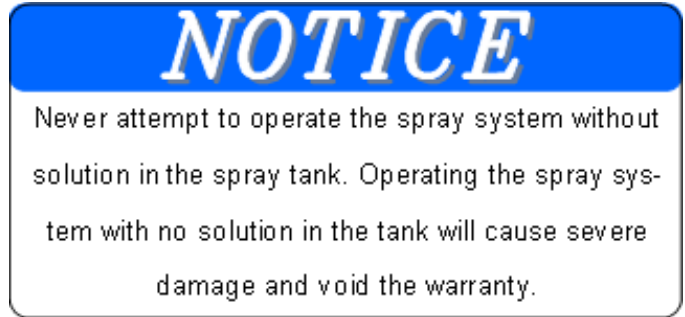 NOTICE
Never attempt to operate the spray system without
solution in the spray tank. Operating the spray sys-
tem with no solution in the tank will cause severe
damage and void the warranty.